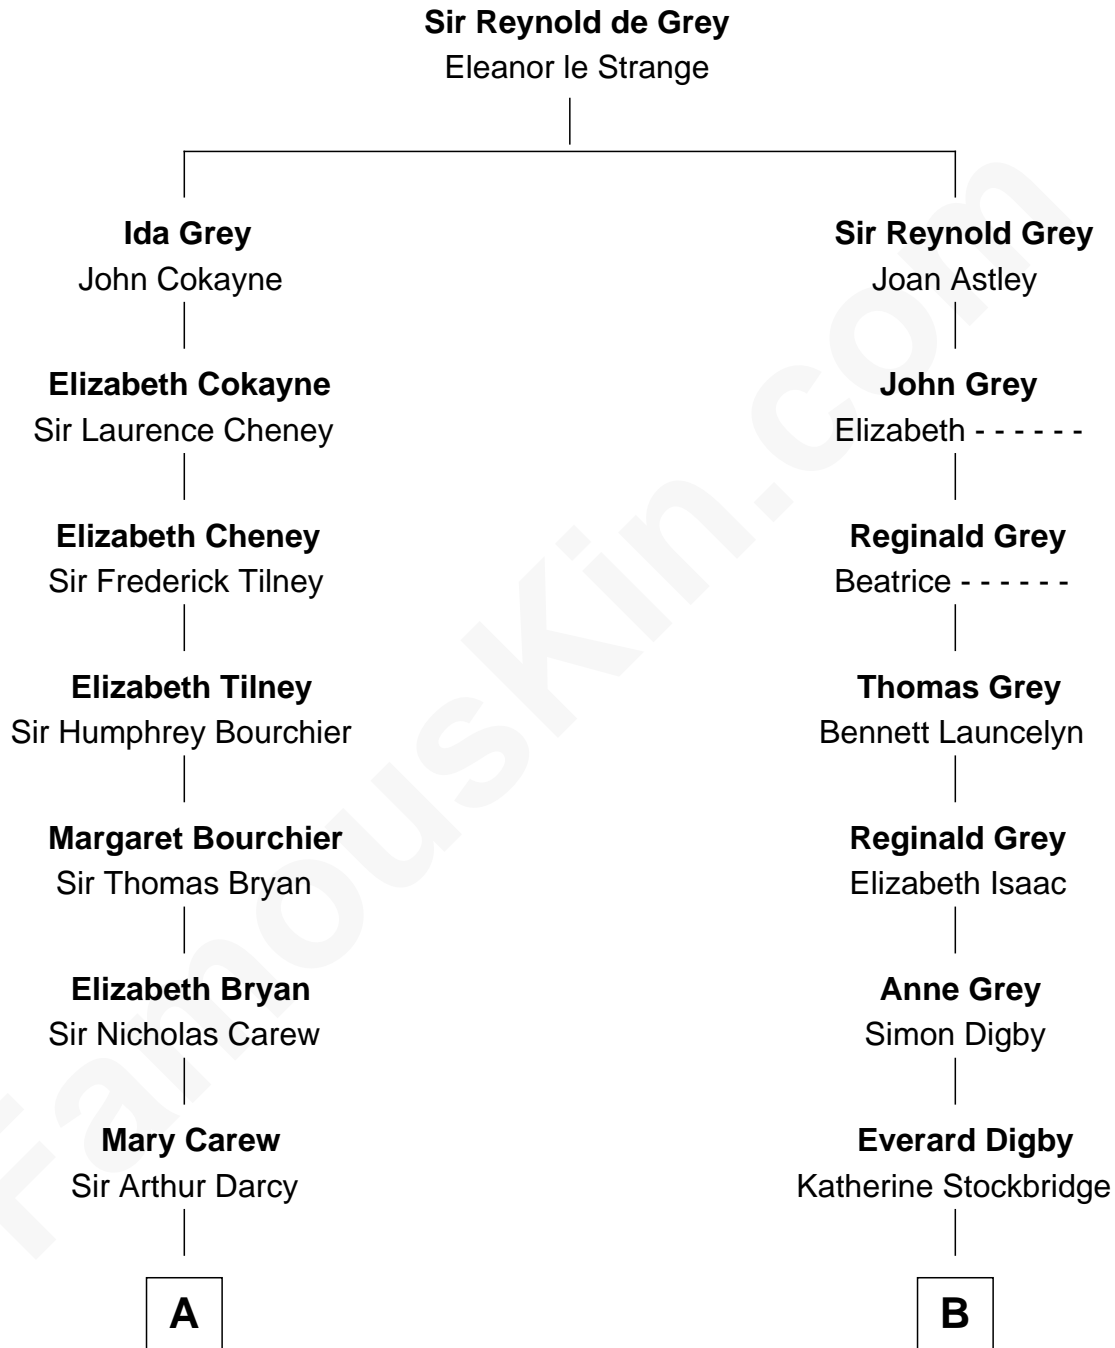 Sir Reynold de Grey
Eleanor le Strange
Ida Grey
John Cokayne
Sir Reynold Grey
Joan Astley
Elizabeth Cokayne
Sir Laurence Cheney
John Grey
Elizabeth - - - - - -
Elizabeth Cheney
Sir Frederick Tilney
Reginald Grey
Beatrice - - - - - -
Elizabeth Tilney
Sir Humphrey Bourchier
Thomas Grey
Bennett Launcelyn
Margaret Bourchier
Sir Thomas Bryan
Reginald Grey
Elizabeth Isaac
Elizabeth Bryan
Sir Nicholas Carew
Anne Grey
Simon Digby
Mary Carew
Sir Arthur Darcy
Everard Digby
Katherine Stockbridge
A
B
FamousKin.com